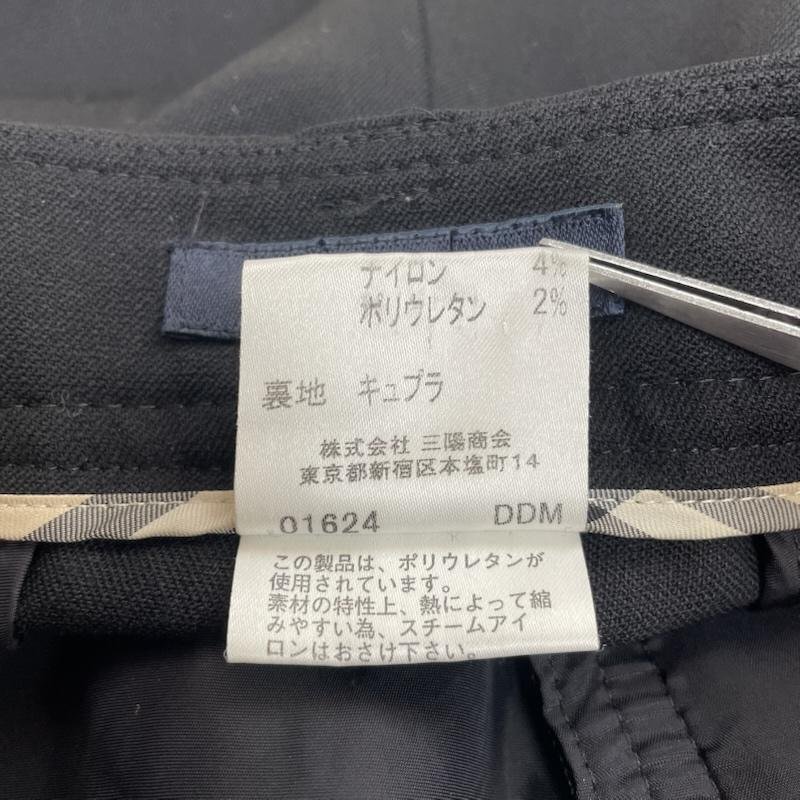 ナイロン 4%
ポリウレタン 2%
裏地 キュプラ
株式会社 三陽商会
東京都新宿区本塩町14
01624 DDM
この製品は、ポリウレタンが
使用されています。
素材の特性上、熱によって縮
みやすい為、スチームアイ
ロンはおさけ下さい。